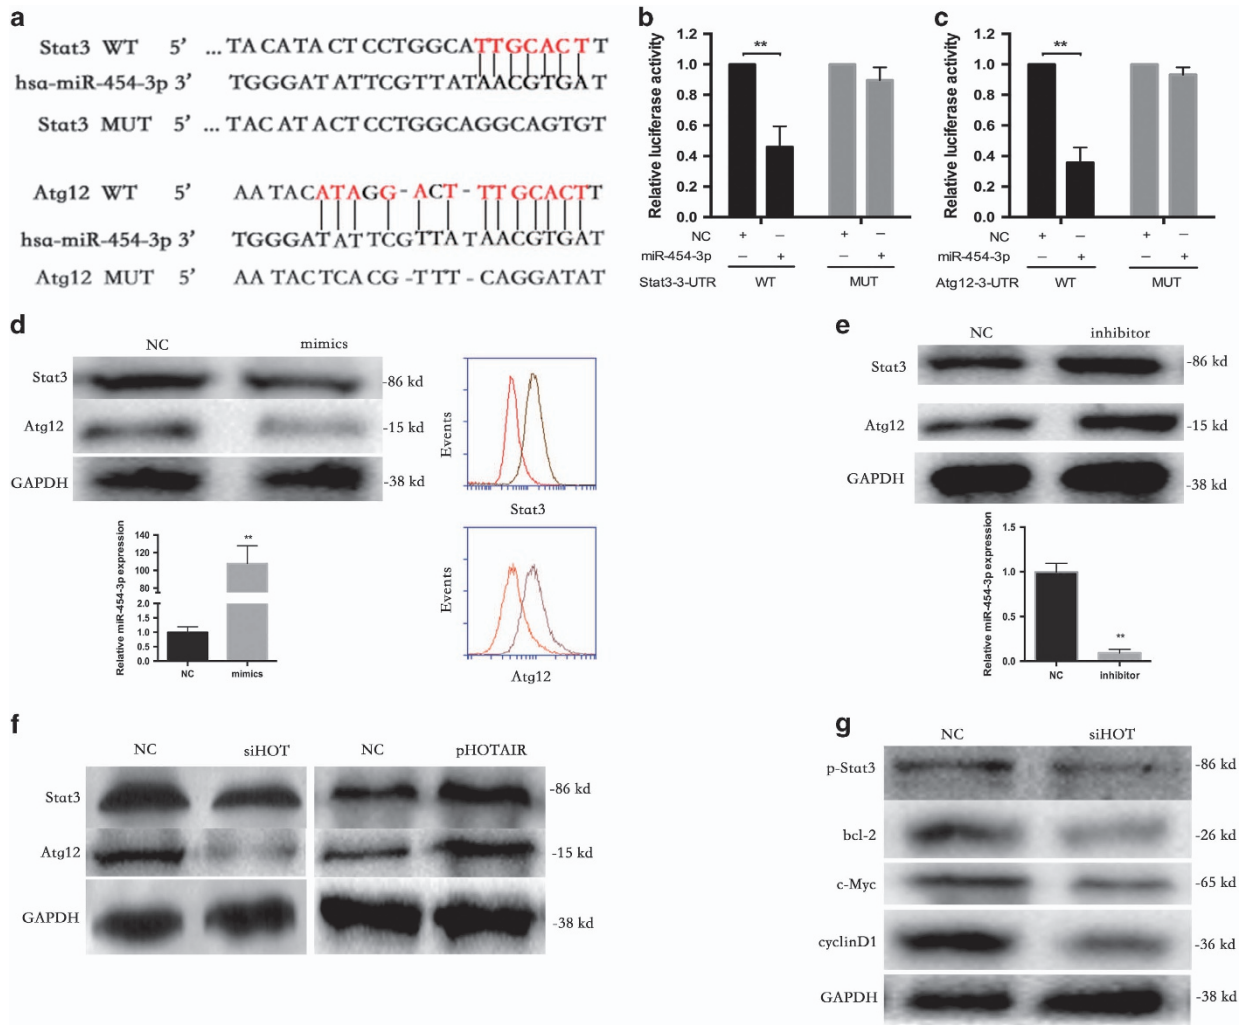 a
Stat3 WT 5' ...TACATACTCCTGGCATTGCACTT
hsa-miR-454-3p 3' TGGGATATTCGTTATAACGTGAT
Stat3 MUT 5' ...TACATACTCCTGGCAGGCAGTGT
Atg12 WT 5' AATACATAGG-ACT-TTGCACTT
hsa-miR-454-3p 3' TGGGATATTCGTTATAACGTGAT
Atg12 MUT 5' AATACTCACG-TTT-CAGGATAT
b
Relative luciferase activity
1.2
1.0
0.8
0.6
0.4
0.2
0.0
**
NC + − + −
miR-454-3p − + − +
Stat3-3-UTR WT MUT
c
Relative luciferase activity
1.2
1.0
0.8
0.6
0.4
0.2
0.0
**
NC + − + −
miR-454-3p − + − +
Atg12-3-UTR WT MUT
d
NC mimics
Stat3 -86 kd
Atg12 -15 kd
GAPDH -38 kd
Relative miR-454-3p expression
140
120
100
80
2.0
1.5
1.0
0.5
0.0
**
NC mimics
Events
Stat3
Events
Atg12
e
NC inhibitor
Stat3 -86 kd
Atg12 -15 kd
GAPDH -38 kd
Relative miR-454-3p expression
1.5
1.0
0.5
0.0
**
NC inhibitor
f
NC siHOT NC pHOTAIR
Stat3 -86 kd
Atg12 -15 kd
GAPDH -38 kd
g
NC siHOT
p-Stat3 -86 kd
bcl-2 -26 kd
c-Myc -65 kd
cyclinD1 -36 kd
GAPDH -38 kd